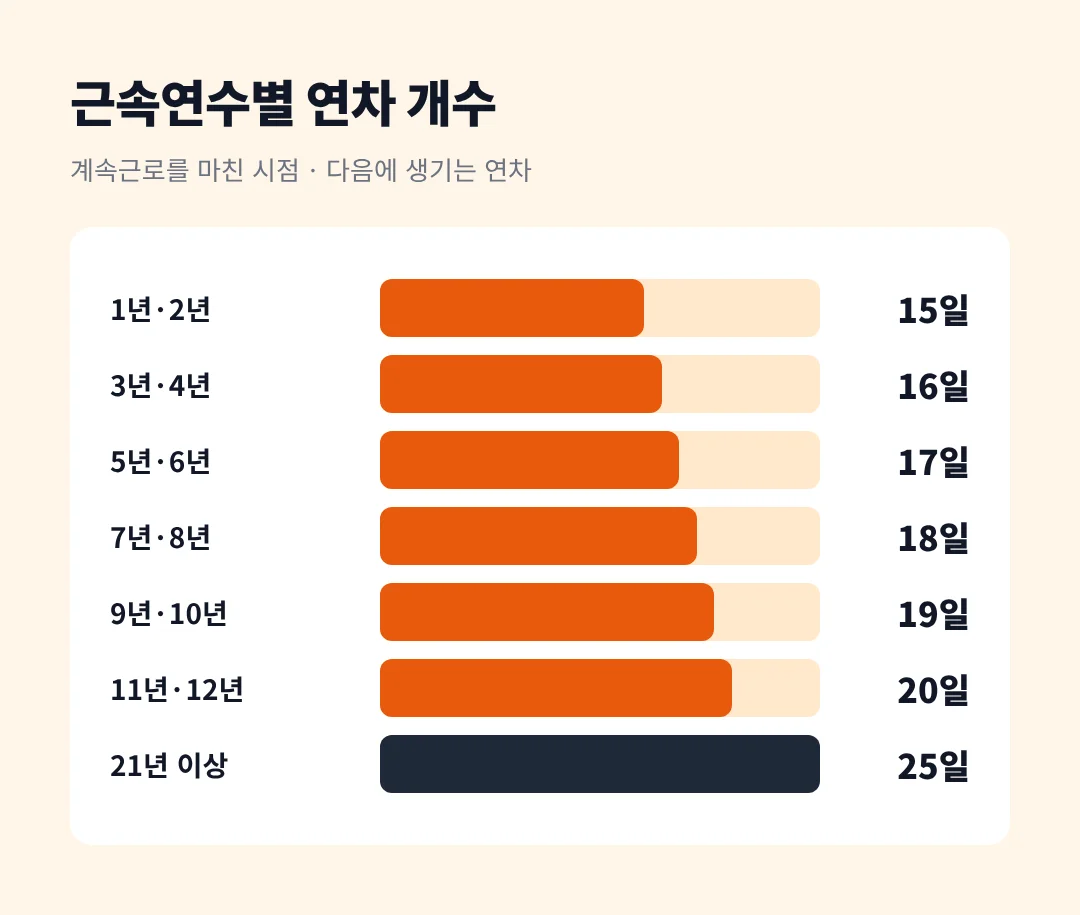 근속연수별 연차 개수
계속근로를 마친 시점 · 다음에 생기는 연차
1년·2년 15일
3년·4년 16일
5년·6년 17일
7년·8년 18일
9년·10년 19일
11년·12년 20일
21년 이상 25일